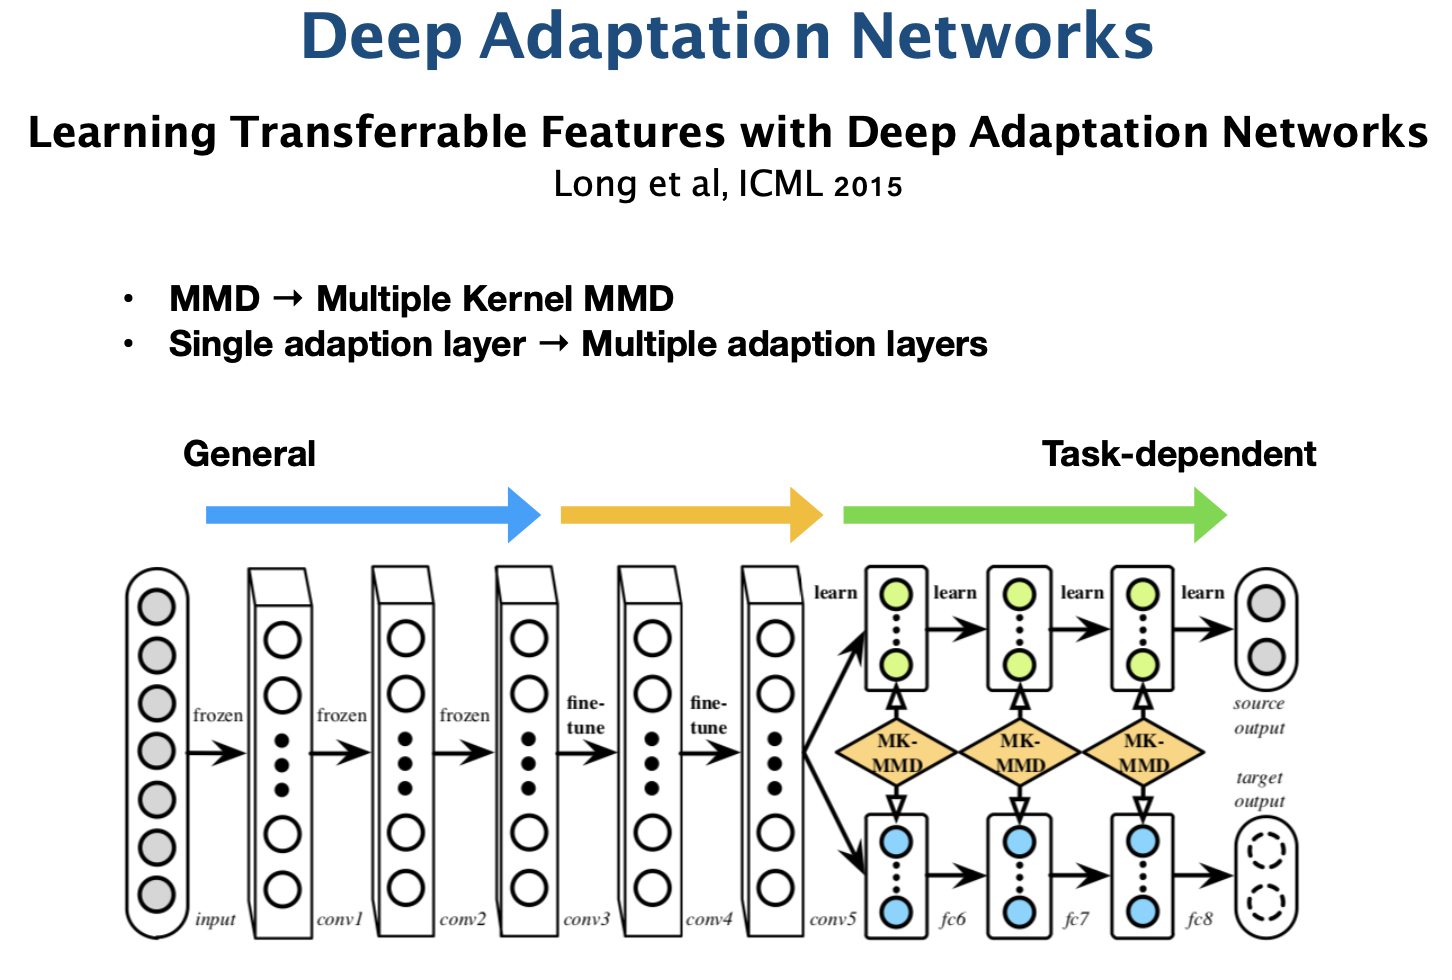 Deep Adaptation Networks
Learning Transferrable Features with Deep Adaptation Networks
Long et al, ICML 2015
• MMD → Multiple Kernel MMD
• Single adaption layer → Multiple adaption layers
General
Task-dependent
learn
learn
learn
learn
frozen
frozen
frozen
fine-
tune
fine-
tune
MK-
MMD
MK-
MMD
MK-
MMD
source
output
target
output
input
conv1
conv2
conv3
conv4
conv5
fc6
fc7
fc8